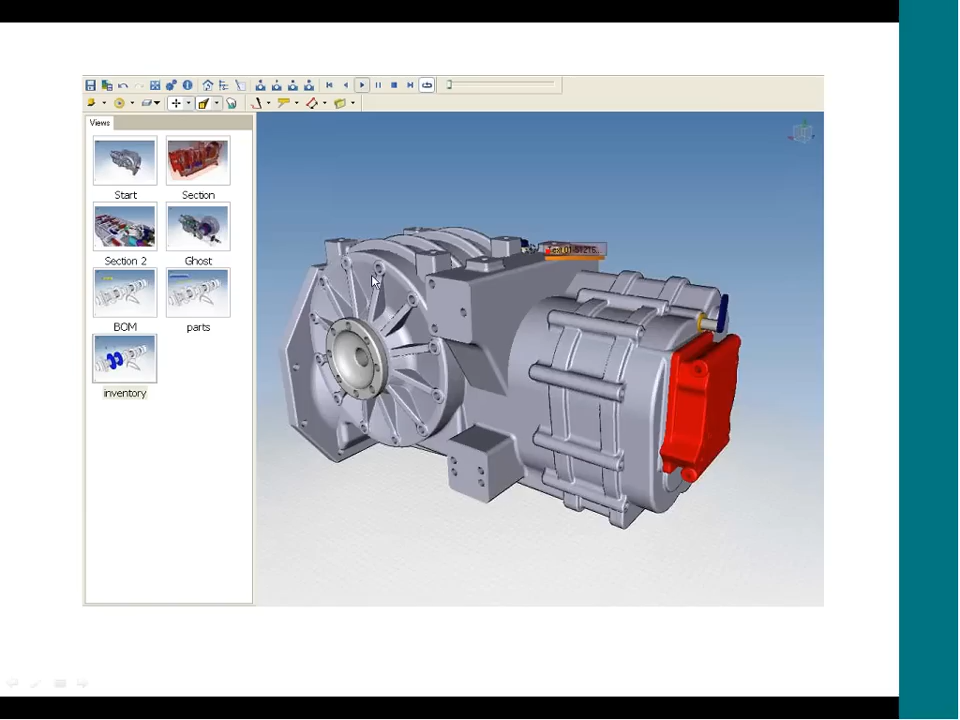 Views
Start
Section
Section 2
Ghost
BOM
parts
inventory